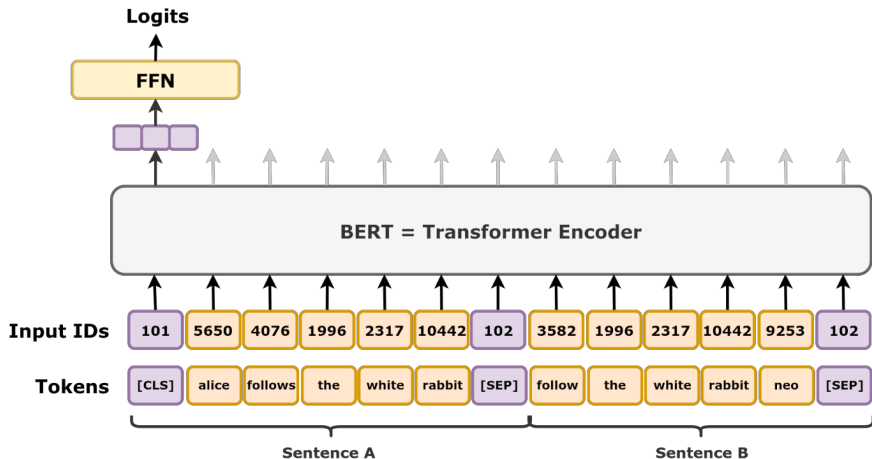 Logits
FFN
BERT = Transformer Encoder
Input IDs 101 5650 4076 1996 2317 10442 102 3582 1996 2317 10442 9253 102
Tokens [CLS] alice follows the white rabbit [SEP] follow the white rabbit neo [SEP]
Sentence A Sentence B